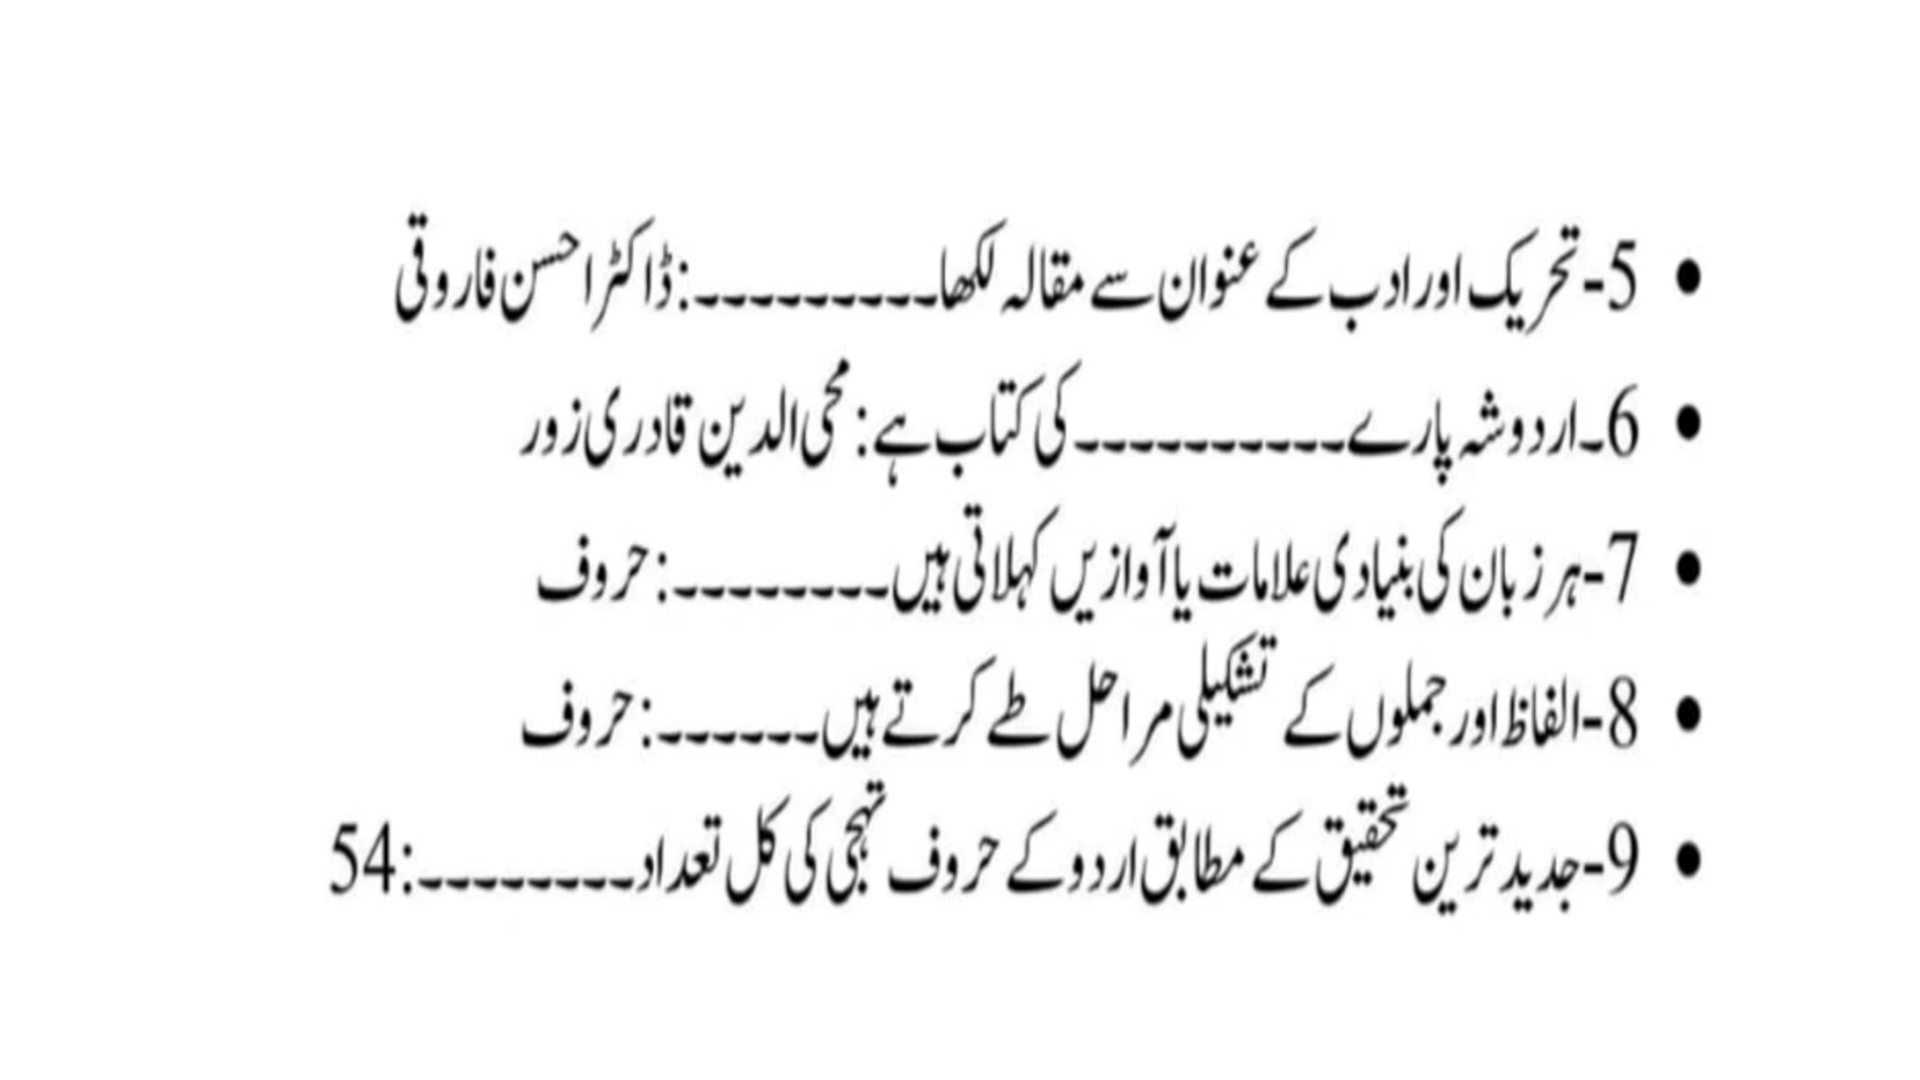 • 5-تحریک اور ادب کے عنوان سے مقالہ لکھا۔۔۔۔۔۔۔۔۔: ڈاکٹر احسن فاروقی
• 6۔اردو شہ پارے۔۔۔۔۔۔۔۔۔۔کی کتاب ہے: محی الدین قادری زور
• 7-ہر زبان کی بنیادی علامات یا آوازیں کہلاتی ہیں۔۔۔۔۔۔۔۔: حروف
• 8-الفاظ اور جملوں کے تشکیلی مراحل طے کرتے ہیں۔۔۔۔۔۔: حروف
• 9-جدید ترین تحقیق کے مطابق اردو کے حروف تہجی کی کل تعداد۔۔۔۔۔۔۔۔:54